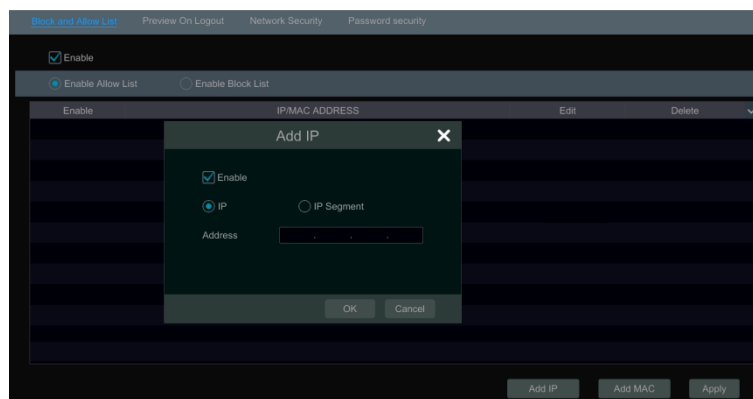 Block and Allow List Preview On Logout Network Security Password security
Enable
Enable Allow List Enable Block List
Enable IP/MAC ADDRESS Edit Delete
Add IP
Enable
IP IP Segment
Address . . .
OK Cancel
Add IP Add MAC Apply